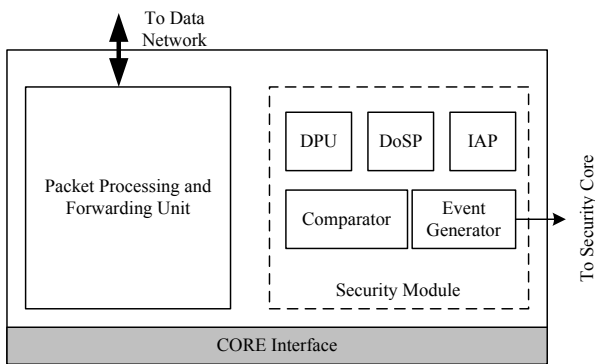 To Data
Network
Packet Processing and
Forwarding Unit
DPU
DoSP
IAP
Comparator
Event
Generator
Security Module
To Security Core
CORE Interface